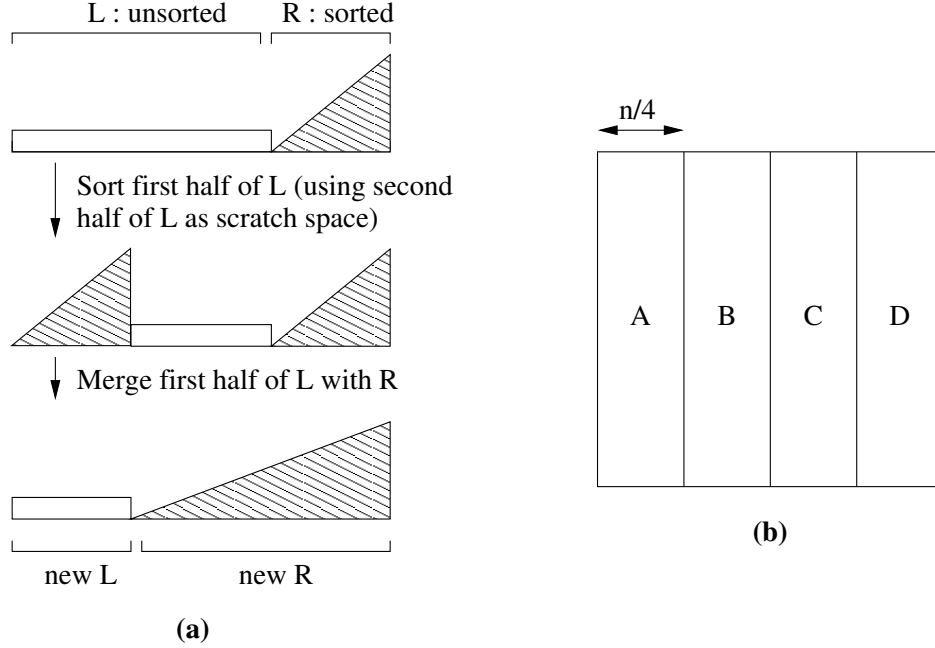 L : unsorted
R : sorted
Sort first half of L (using second
half of L as scratch space)
Merge first half of L with R
new L
new R
(a)
n/4
A
B
C
D
(b)